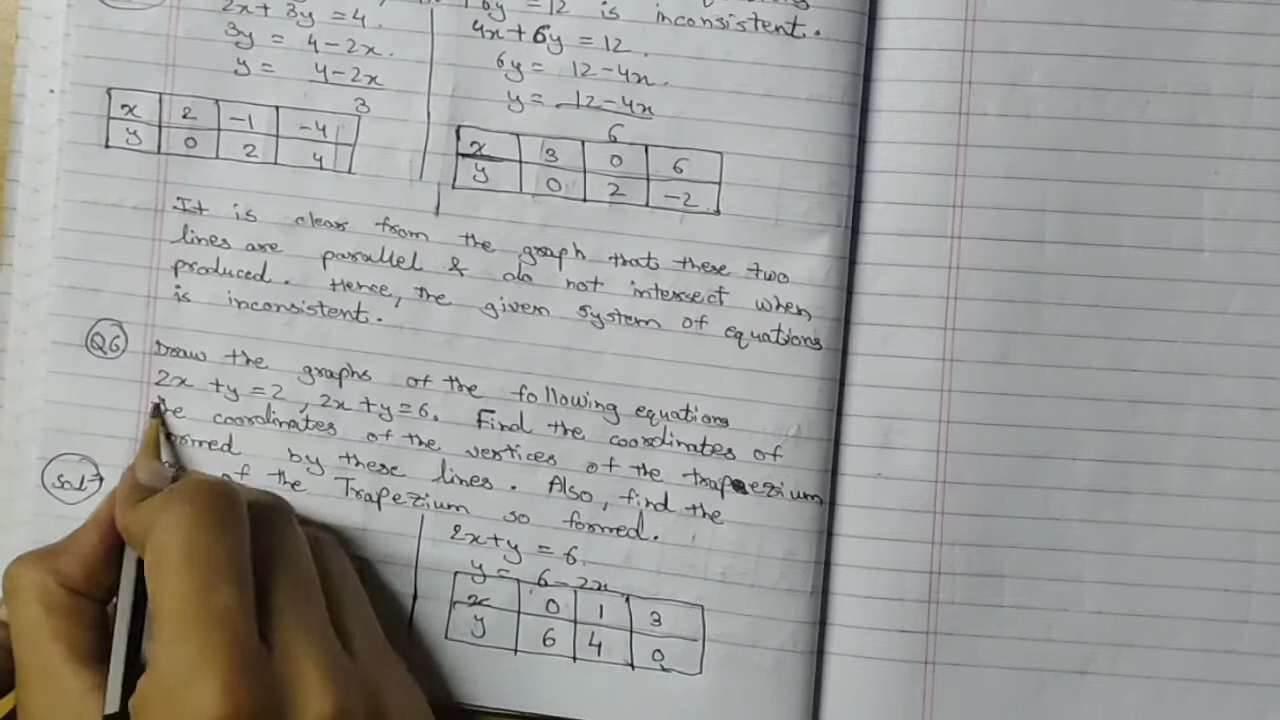 2x + 3y = 4.
3y = 4 - 2x.
y = 4 - 2x
3
x 2 -1 -4
y 0 2 4
6y = 12 is inconsistent.
4x + 6y = 12.
6y = 12 - 4x.
y = 12 - 4x
6
x 3 0 6
y 0 2 -2
It is clear from the graph that these two
lines are parallel & do not intersect when
produced. Hence, the given system of equations
is inconsistent.
Q6 Draw the graphs of the following equations
2x + y = 2, 2x + y = 6. Find the coordinates of
the coordinates of the vertices of the trapezium
formed by these lines. Also, find the
of the Trapezium so formed.
Sol→
2x + y = 6.
y = 6 - 2x
x 0 1 3
y 6 4 0